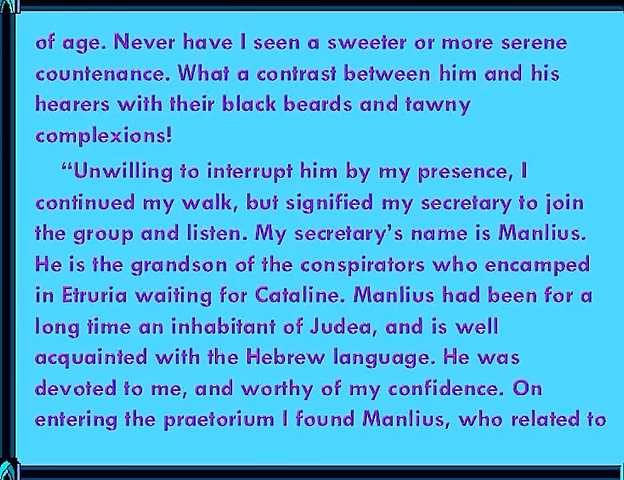 of age. Never have I seen a sweeter or more serene
countenance. What a contrast between him and his
hearers with their black beards and tawny
complexions!
“Unwilling to interrupt him by my presence, I
continued my walk, but signified my secretary to join
the group and listen. My secretary’s name is Manlius.
He is the grandson of the conspirators who encamped
in Etruria waiting for Cataline. Manlius had been for a
long time an inhabitant of Judea, and is well
acquainted with the Hebrew language. He was
devoted to me, and worthy of my confidence. On
entering the praetorium I found Manlius, who related to